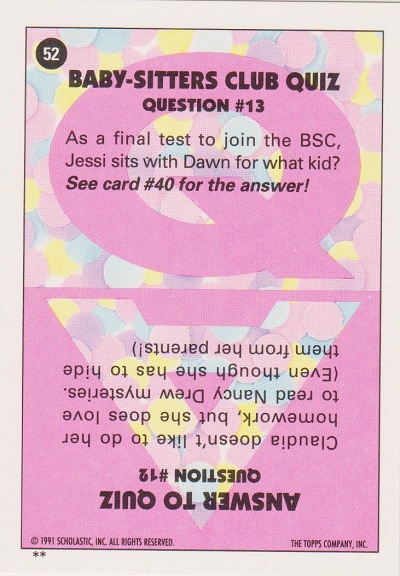 52
BABY-SITTERS CLUB QUIZ
QUESTION #13
As a final test to join the BSC,
Jessi sits with Dawn for what kid?
See card #40 for the answer!
ANSWER TO QUIZ
QUESTION #12
Claudia doesn't like to do her
homework, but she does love
to read Nancy Drew mysteries.
(Even though she has to hide
them from her parents!)
© 1991 SCHOLASTIC, INC. ALL RIGHTS RESERVED.
THE TOPPS COMPANY, INC.
**